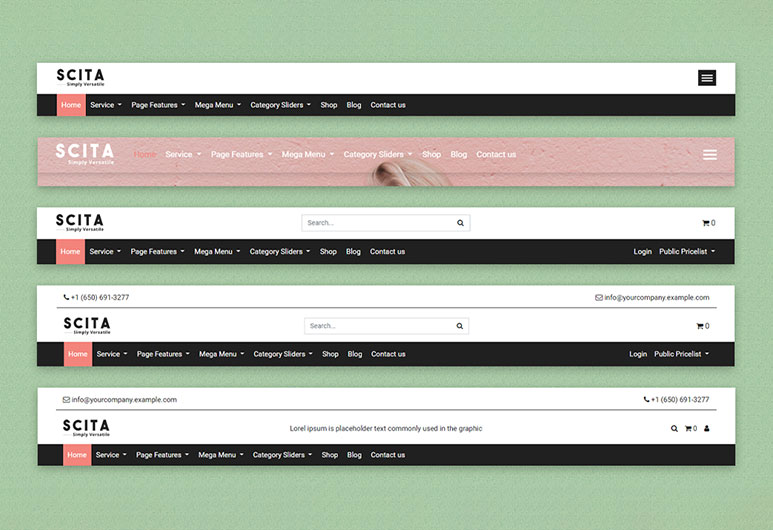 SCITA
Simply Versatile
Home Service Page Features Mega Menu Category Sliders Shop Blog Contact us
SCITA
Simply Versatile
Home Service Page Features Mega Menu Category Sliders Shop Blog Contact us
SCITA
Simply Versatile
Search...
0
Home Service Page Features Mega Menu Category Sliders Shop Blog Contact us Login Public Pricelist
+1 (650) 691-3277 info@yourcompany.example.com
SCITA
Simply Versatile
Search...
0
Home Service Page Features Mega Menu Category Sliders Shop Blog Contact us Login Public Pricelist
info@yourcompany.example.com +1 (650) 691-3277
SCITA
Simply Versatile
Lorel ipsum is placeholder text commonly used in the graphic
0
Home Service Page Features Mega Menu Category Sliders Shop Blog Contact us